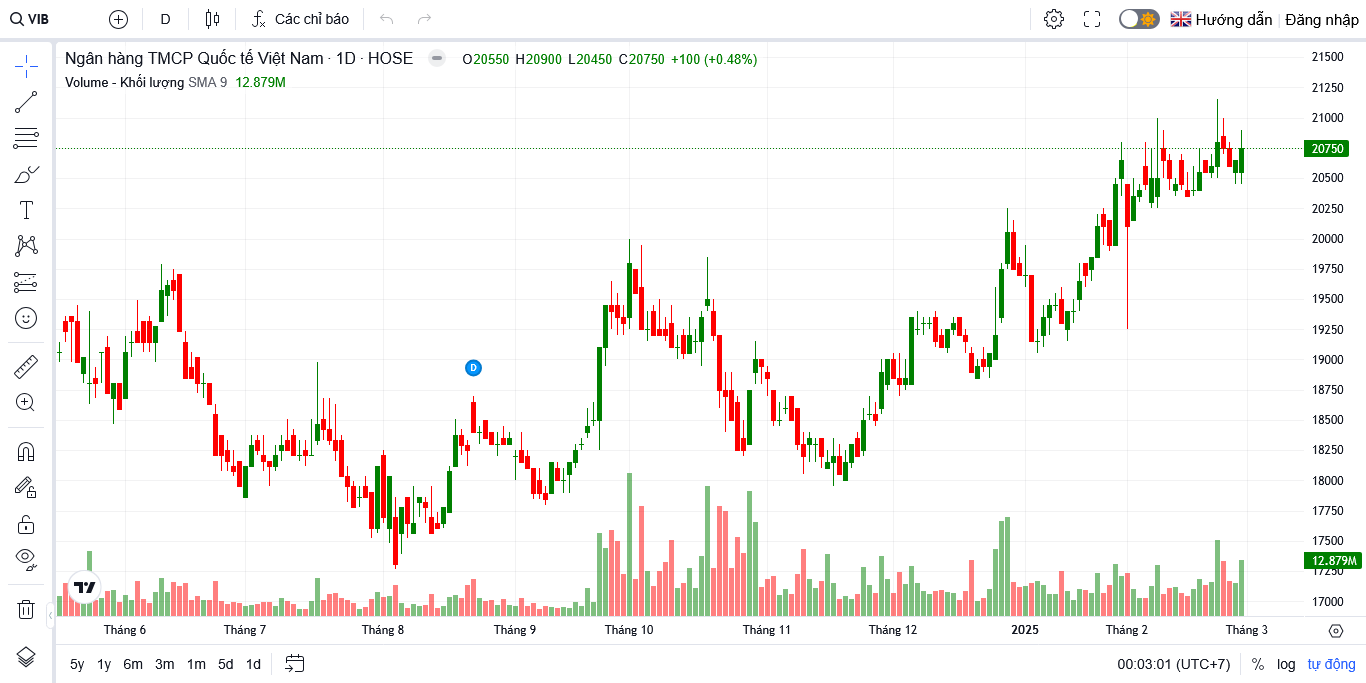 VIB D Các chỉ báo Hướng dẫn Đăng nhập
Ngân hàng TMCP Quốc tế Việt Nam · 1D · HOSE O20550 H20900 L20450 C20750 +100 (+0.48%)
Volume - Khối lượng SMA 9 12.879M
21500
21250
21000
20750
20500
20250
20000
19750
19500
19250
19000
18750
18500
18250
18000
17750
17500
12.879M
17250
17000
D
Tháng 6 Tháng 7 Tháng 8 Tháng 9 Tháng 10 Tháng 11 Tháng 12 2025 Tháng 2 Tháng 3
5y 1y 6m 3m 1m 5d 1d 00:03:01 (UTC+7) % log tự động